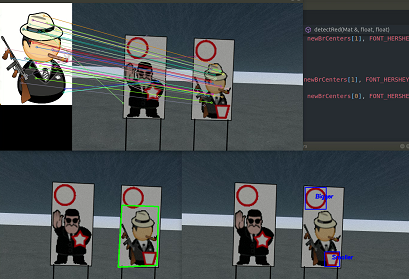 detectRed(Mat &, float, float)
newBrCenters[1], FONT_HERSHE
newBrCenters[1], FONT_HERSHEY
newBrCenters[0], FONT_HERSHE
Bigger
Smaller